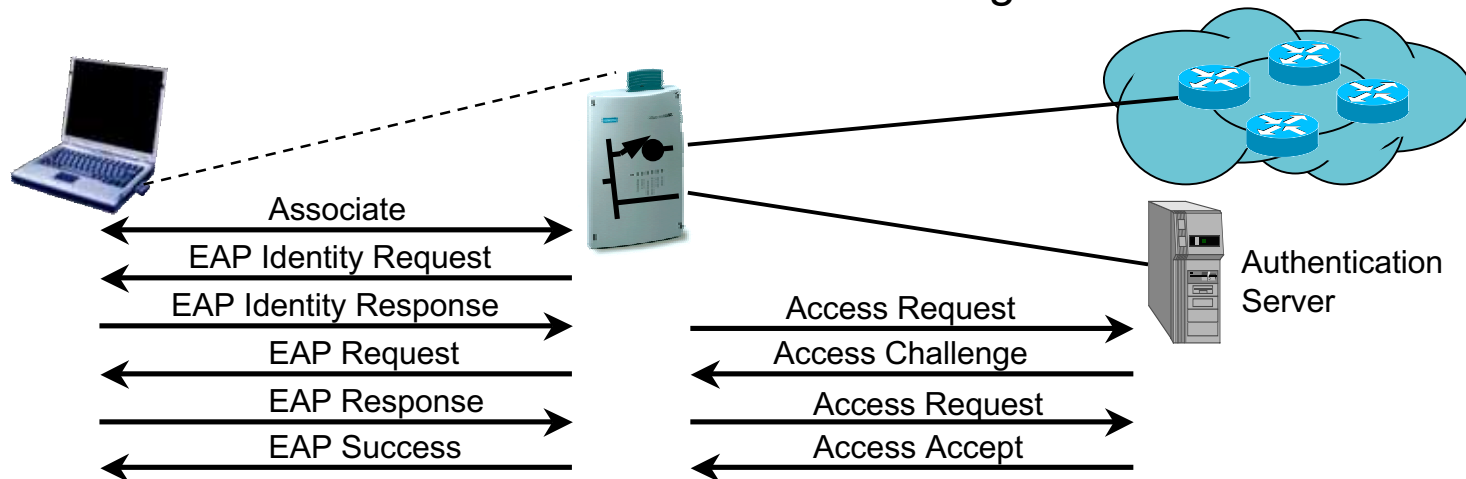 Associate
EAP Identity Request
EAP Identity Response
Access Request
EAP Request
Access Challenge
EAP Response
Access Request
EAP Success
Access Accept
Authentication
Server